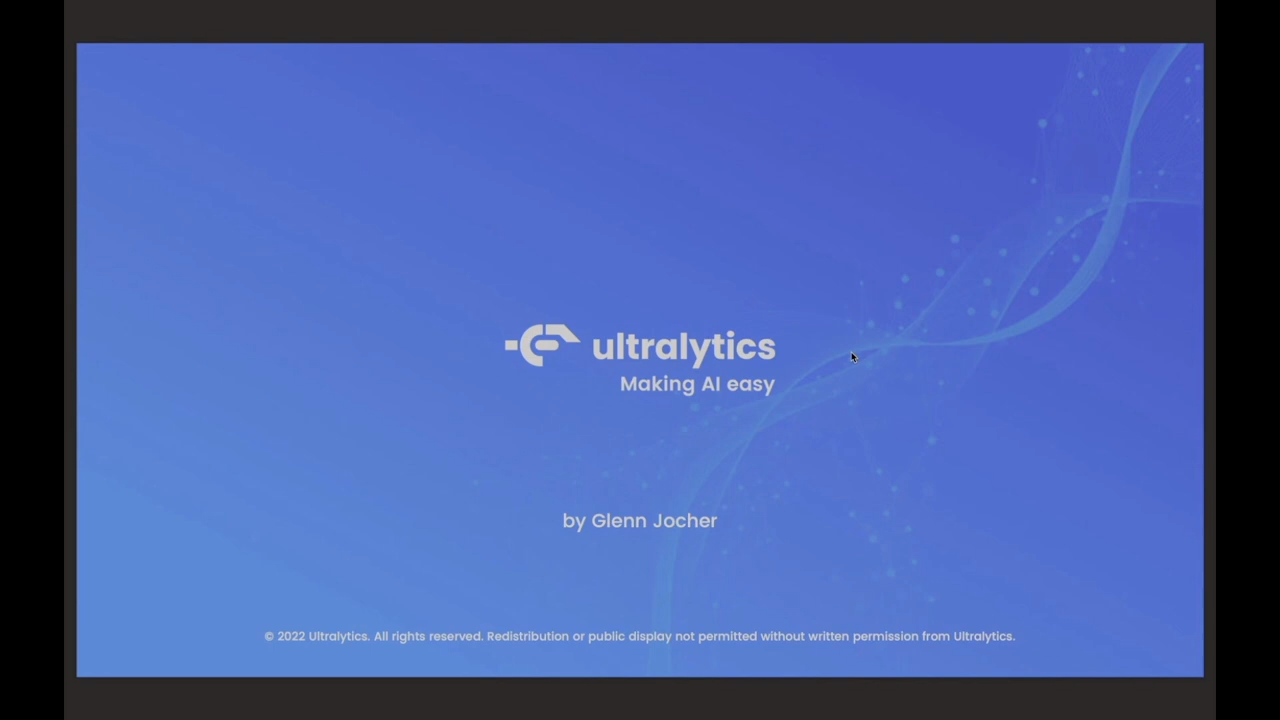 ultralytics
Making AI easy
by Glenn Jocher
© 2022 Ultralytics. All rights reserved. Redistribution or public display not permitted without written permission from Ultralytics.